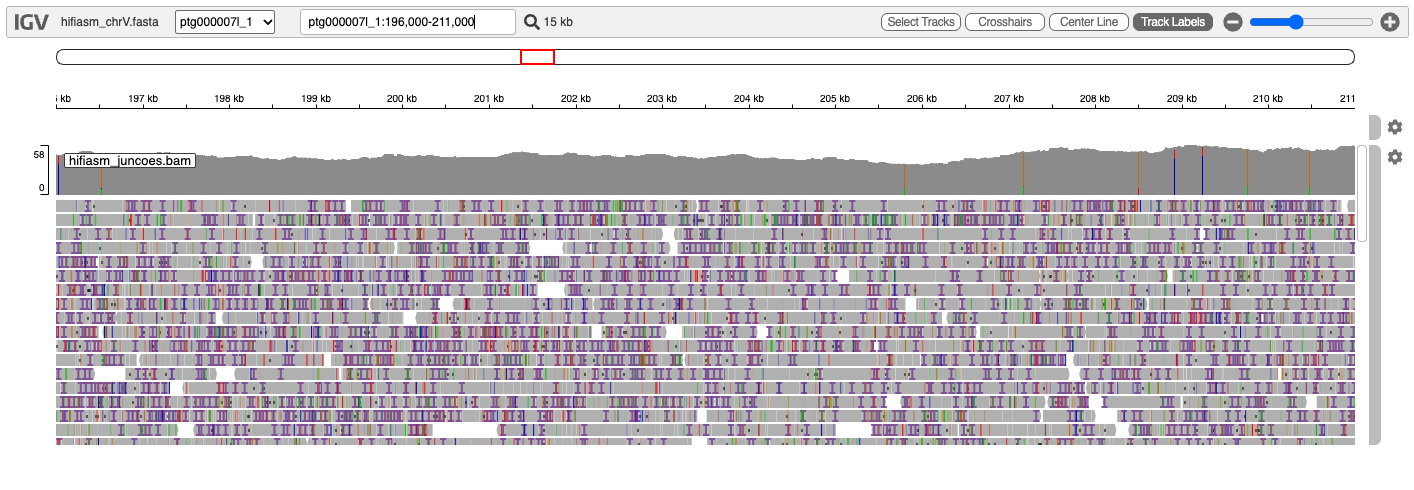 IGV hifiasm_chrV.fasta ptg000007l_1 ptg000007l_1:196,000-211,000 15 kb Select Tracks Crosshairs Center Line Track Labels
kb 197 kb 198 kb 199 kb 200 kb 201 kb 202 kb 203 kb 204 kb 205 kb 206 kb 207 kb 208 kb 209 kb 210 kb 211
58
hifiasm_juncoes.bam
0